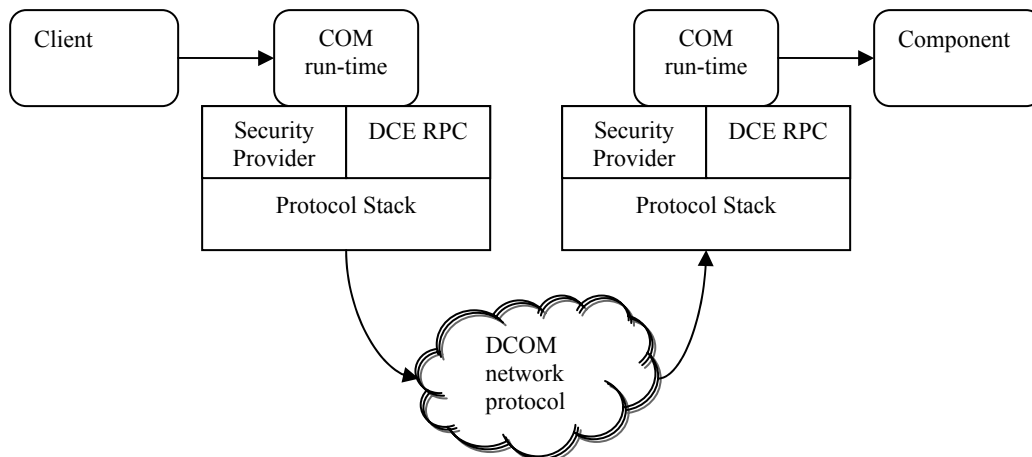 Client
COM
run-time
COM
run-time
Component
Security
Provider
DCE RPC
Security
Provider
DCE RPC
Protocol Stack
Protocol Stack
DCOM
network
protocol